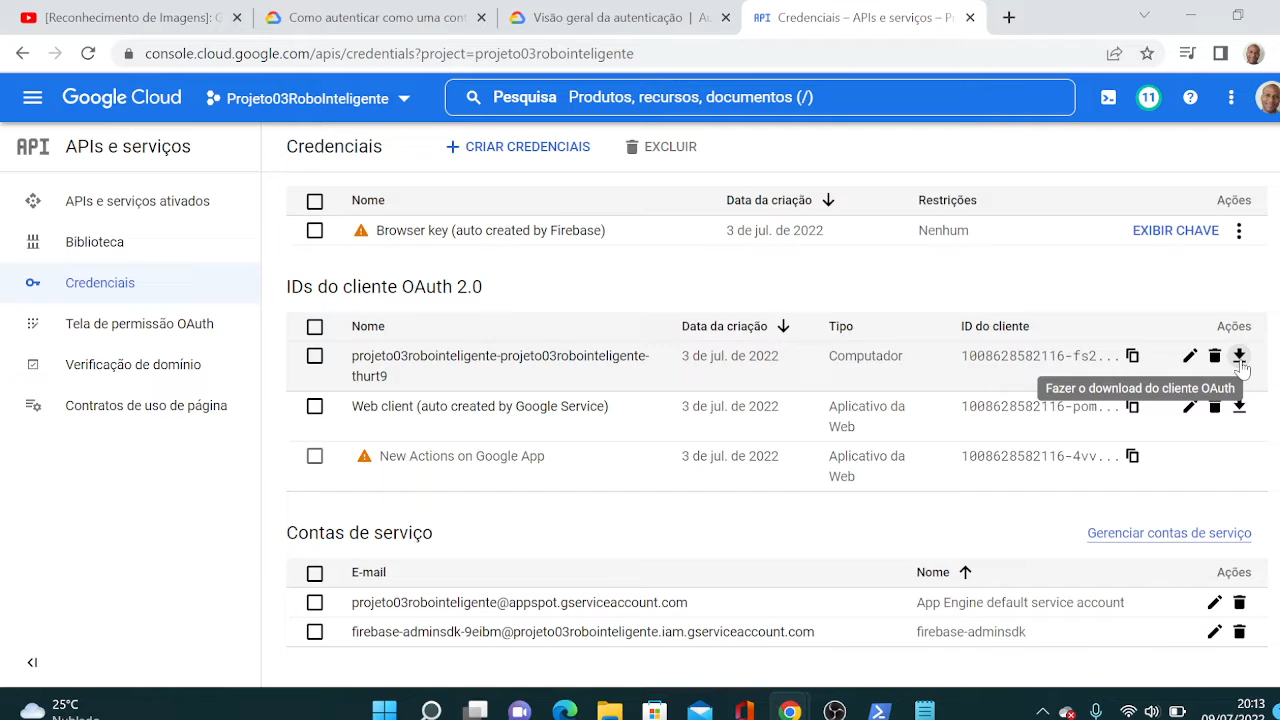 [Reconhecimento de Imagens]:
Como autenticar como uma cont
Visão geral da autenticação | Au
API Credenciais – APIs e serviços – P
console.cloud.google.com/apis/credentials?project=projeto03robointeligente
Google Cloud Projeto03RoboInteligente Pesquisa Produtos, recursos, documentos (/) 11
API APIs e serviços
Credenciais + CRIAR CREDENCIAIS EXCLUIR
APIs e serviços ativados
Biblioteca
Credenciais
Tela de permissão OAuth
Verificação de domínio
Contratos de uso de página
Nome Data da criação Restrições Ações
Browser key (auto created by Firebase) 3 de jul. de 2022 Nenhum EXIBIR CHAVE
IDs do cliente OAuth 2.0
Nome Data da criação Tipo ID do cliente Ações
projeto03robointeligente-projeto03robointeligente- 3 de jul. de 2022 Computador 1008628582116-fs2...
thurt9
Fazer o download do cliente OAuth
Web client (auto created by Google Service) 3 de jul. de 2022 Aplicativo da 1008628582116-pom...
Web
New Actions on Google App 3 de jul. de 2022 Aplicativo da 1008628582116-4vv...
Web
Contas de serviço Gerenciar contas de serviço
E-mail Nome Ações
projeto03robointeligente@appspot.gserviceaccount.com App Engine default service account
firebase-adminsdk-9eibm@projeto03robointeligente.iam.gserviceaccount.com firebase-adminsdk
25°C
Nublado
20:13
09/07/2022